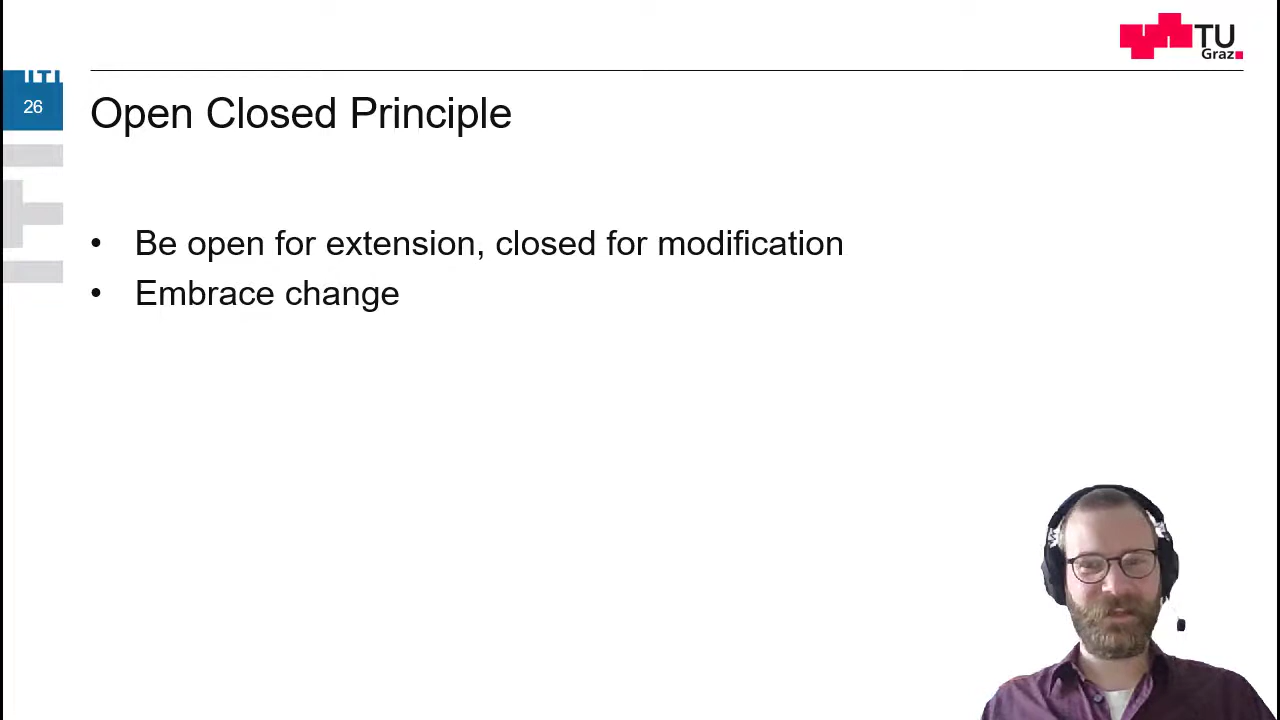 TU
Graz
26
Open Closed Principle
• Be open for extension, closed for modification
• Embrace change